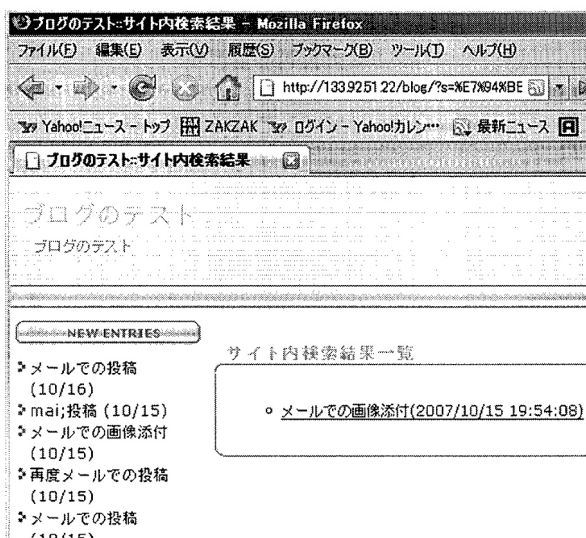 ブログのテスト::サイト内検索結果 - Mozilla Firefox
ファイル(F) 編集(E) 表示(V) 履歴(S) ブックマーク(B) ツール(T) ヘルプ(H)
http://133.92.51.22/blog/?s=%E7%94%BE
Yahoo!ニュース - トップ ZAKZAK ログイン - Yahoo!カレン… 最新ニュース
ブログのテスト::サイト内検索結果
ブログのテスト
ブログのテスト
NEW ENTRIES
メールでの投稿
(10/16)
mai;投稿 (10/15)
メールでの画像添付
(10/15)
再度メールでの投稿
(10/15)
メールでの投稿
(10/15)
サイト内検索結果一覧
メールでの画像添付(2007/10/15 19:54:08)